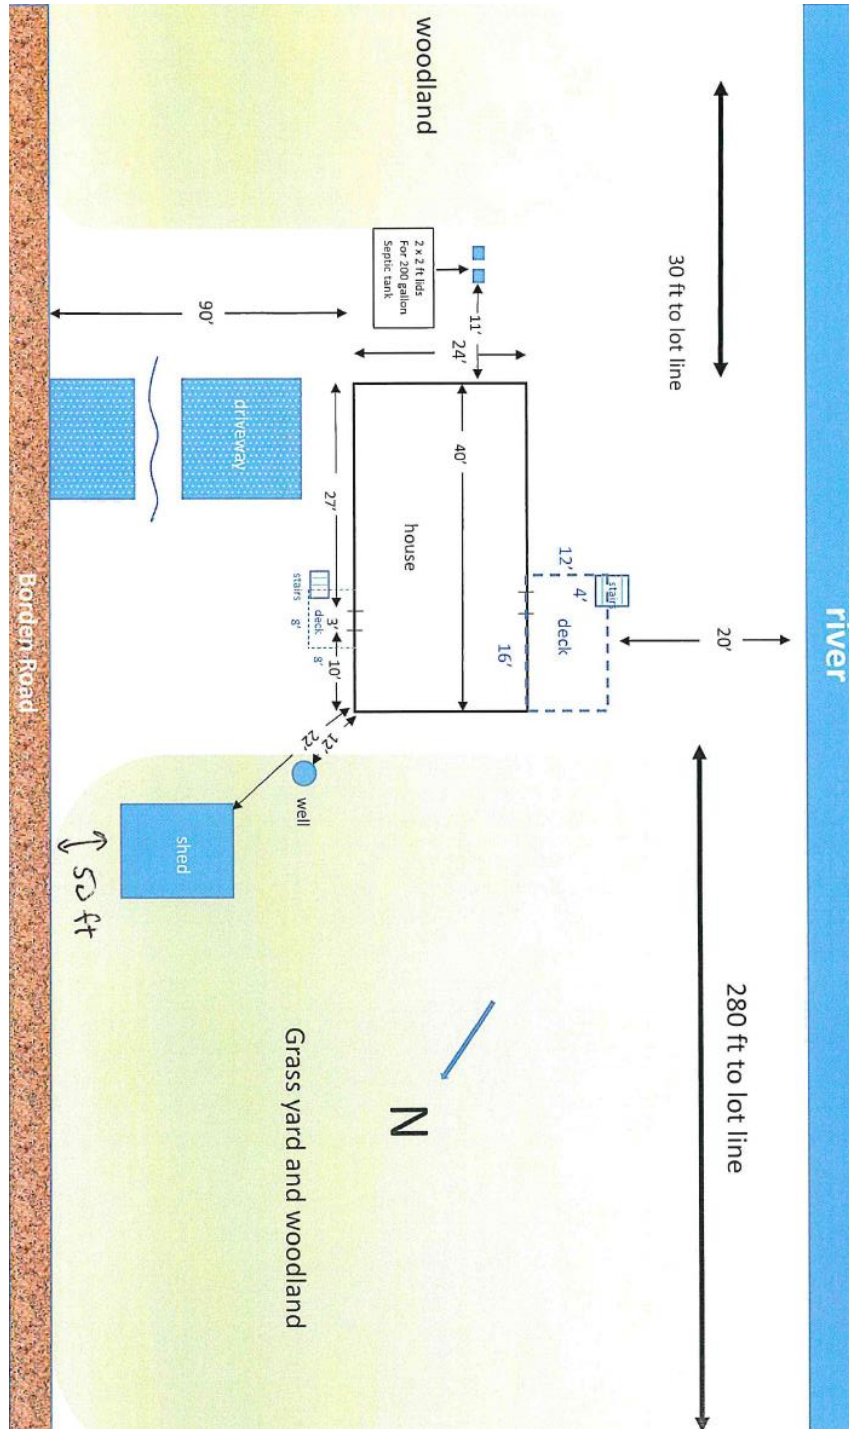 river
30 ft to lot line
20'
280 ft to lot line
woodland
2 x 2 ft lids
For 200 gallon
Septic tank
11'
24'
12'
4'
stairs
deck
16'
40'
house
90'
driveway
27'
stairs
deck
8'
8'
3'
10'
12'
22'
well
shed
50 ft
N
Grass yard and woodland
Borden Road